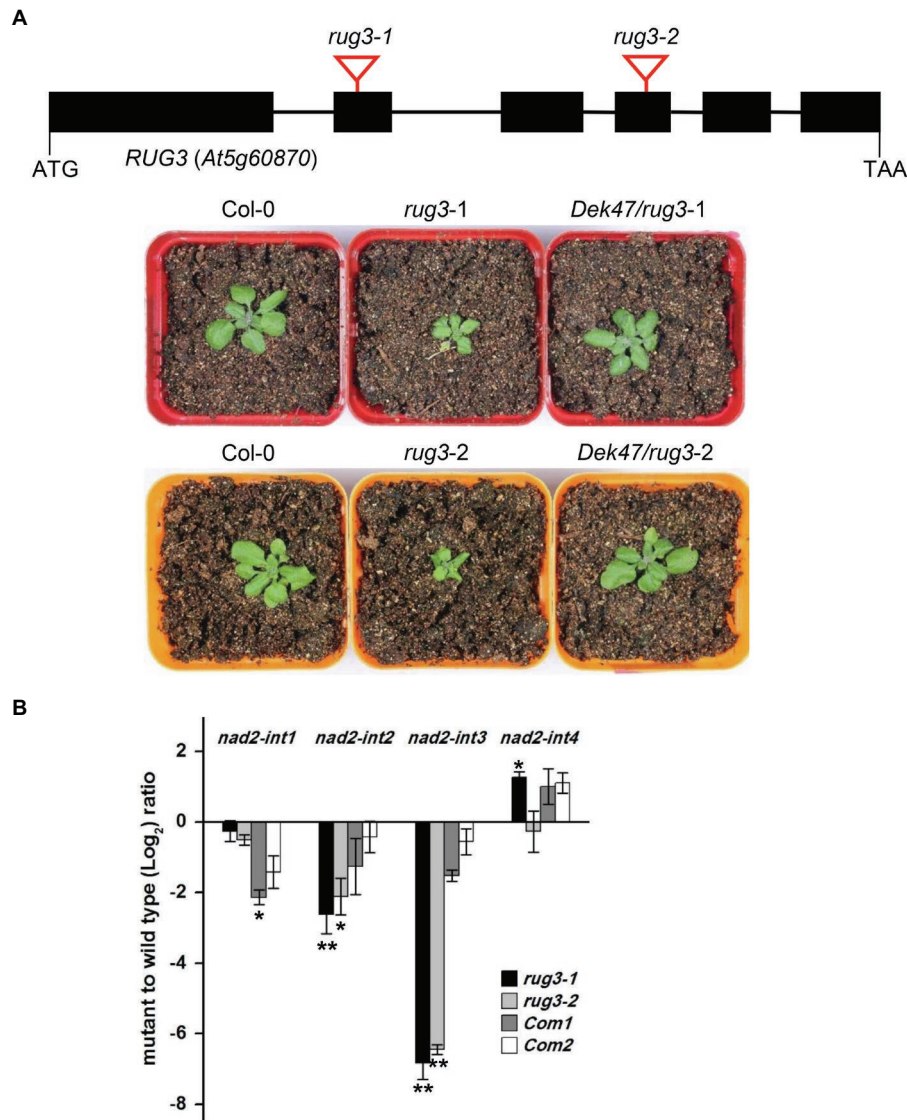 A
rug3-1 rug3-2
ATG RUG3 (At5g60870) TAA
Col-0 rug3-1 Dek47/rug3-1
Col-0 rug3-2 Dek47/rug3-2
B
nad2-int1 nad2-int2 nad2-int3 nad2-int4
mutant to wild type (Log2) ratio
2
0
-2
-4
-6
-8
*
*
** *
** **
rug3-1
rug3-2
Com1
Com2